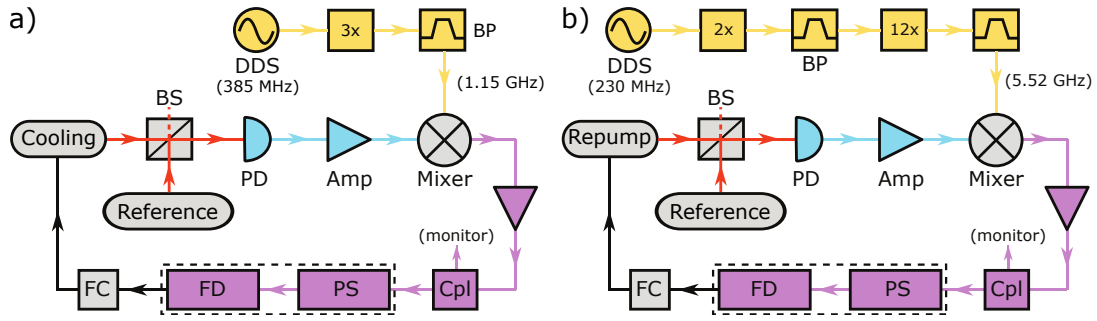 a)
3x
BP
DDS
(385 MHz)
(1.15 GHz)
BS
Cooling
PD
Amp
Mixer
Reference
(monitor)
FC
FD
PS
Cpl
b)
2x
12x
DDS
(230 MHz)
BP
(5.52 GHz)
BS
Repump
PD
Amp
Mixer
Reference
(monitor)
FC
FD
PS
Cpl